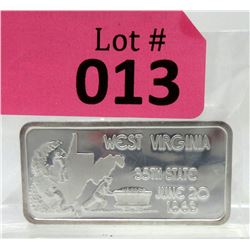 Lot #
013
WEST VIRGINIA
35TH STATE
JUNE 20
1863